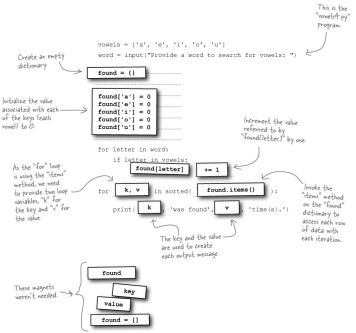 This is the
"vowels4.py"
program.
vowels = ['a', 'e', 'i', 'o', 'u']
word = input("Provide a word to search for vowels: ")
Create an empty
dictionary.
found = {}
Initialize the value
associated with each
of the keys (each
vowel) to 0.
found['a'] = 0
found['e'] = 0
found['i'] = 0
found['o'] = 0
found['u'] = 0
for letter in word:
if letter in vowels:
found[letter] += 1
Increment the value
referred to by
"found[letter]" by one.
As the "for" loop
is using the "items"
method, we need
to provide two loop
variables, "k" for
the key and "v" for
the value.
for k, v in sorted( found.items() ):
print( k , 'was found', v , 'time(s).')
Invoke the
"items" method
on the "found"
dictionary to
access each row
of data with
each iteration.
The key and the value
are used to create
each output message.
These magnets
weren't needed.
found
key
value
found = []